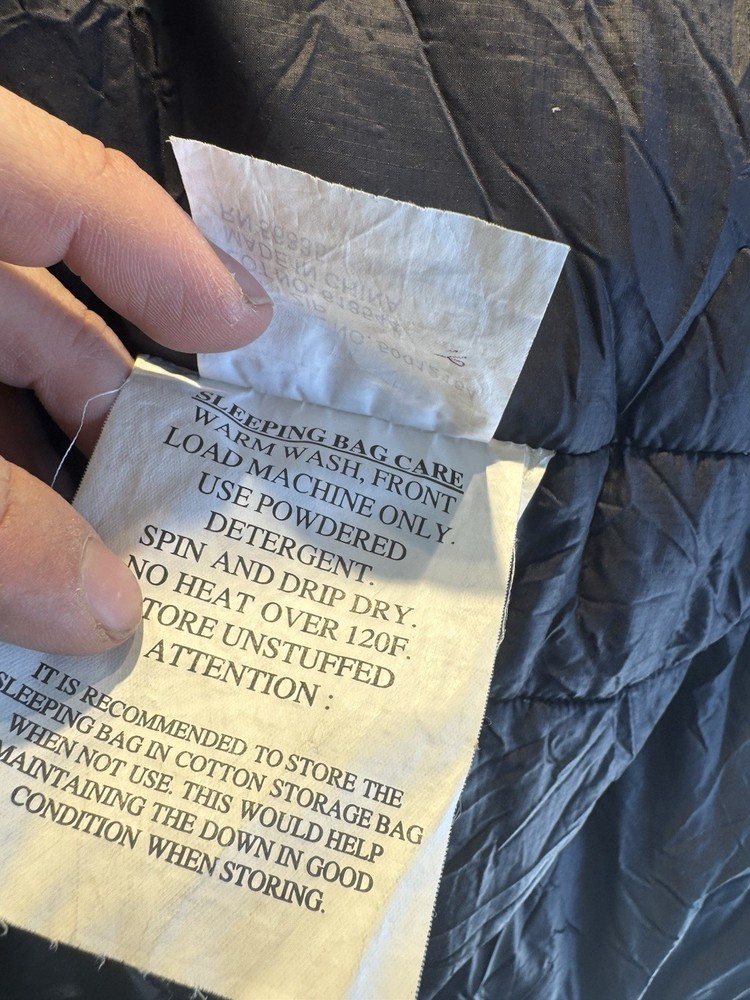 MADE IN CHINA
SLEEPING BAG CARE
WARM WASH, FRONT
LOAD MACHINE ONLY.
USE POWDERED
DETERGENT.
SPIN AND DRIP DRY.
NO HEAT OVER 120F.
TORE UNSTUFFED
ATTENTION :
IT IS RECOMMENDED TO STORE THE
SLEEPING BAG IN COTTON STORAGE BAG
WHEN NOT USE. THIS WOULD HELP
MAINTAINING THE DOWN IN GOOD
CONDITION WHEN STORING.